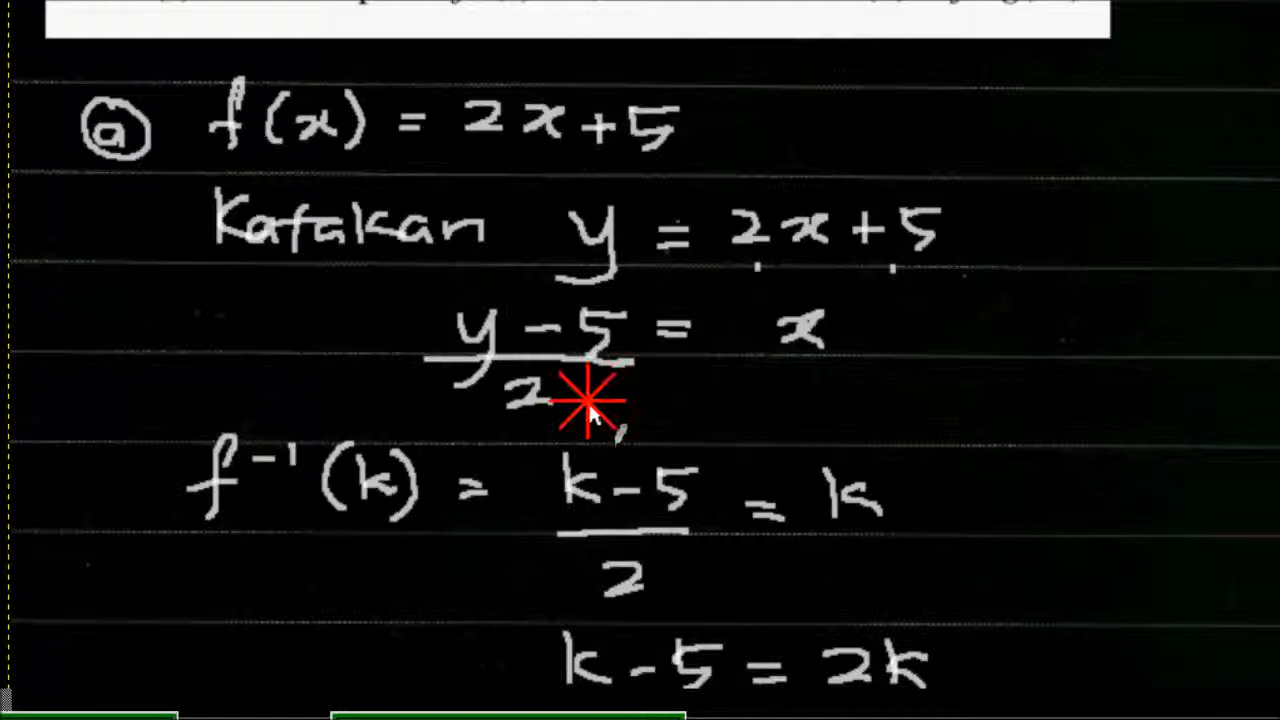 ⓐ f(x) = 2x+5
Katakan y = 2x+5
y-5/2 = x
f⁻¹(k) = k-5/2 = k
k-5 = 2k